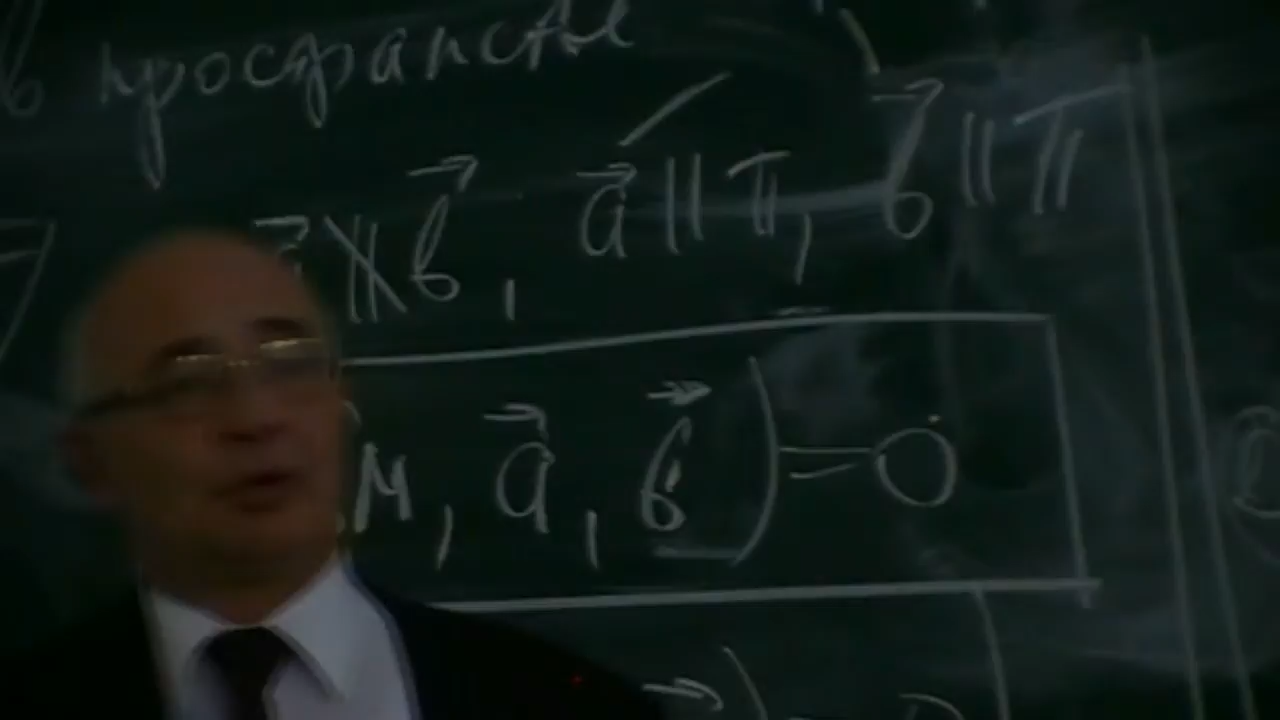 в пространстве
∦ b⃗, a⃗ || π, b⃗ || π
М, a⃗, b⃗) = 0